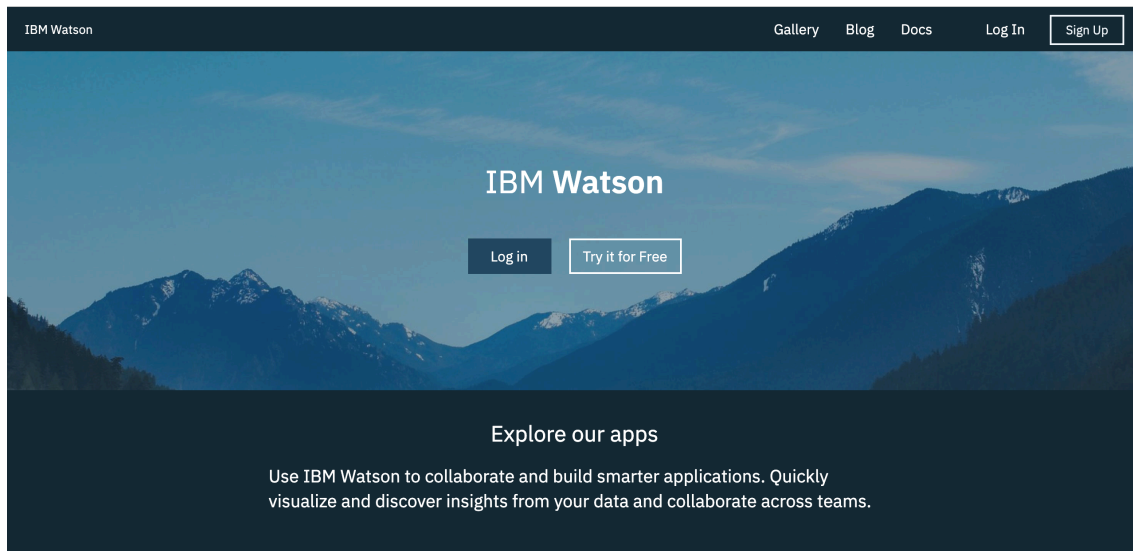 IBM Watson
Gallery Blog Docs Log In Sign Up
IBM Watson
Log in Try it for Free
Explore our apps
Use IBM Watson to collaborate and build smarter applications. Quickly
visualize and discover insights from your data and collaborate across teams.